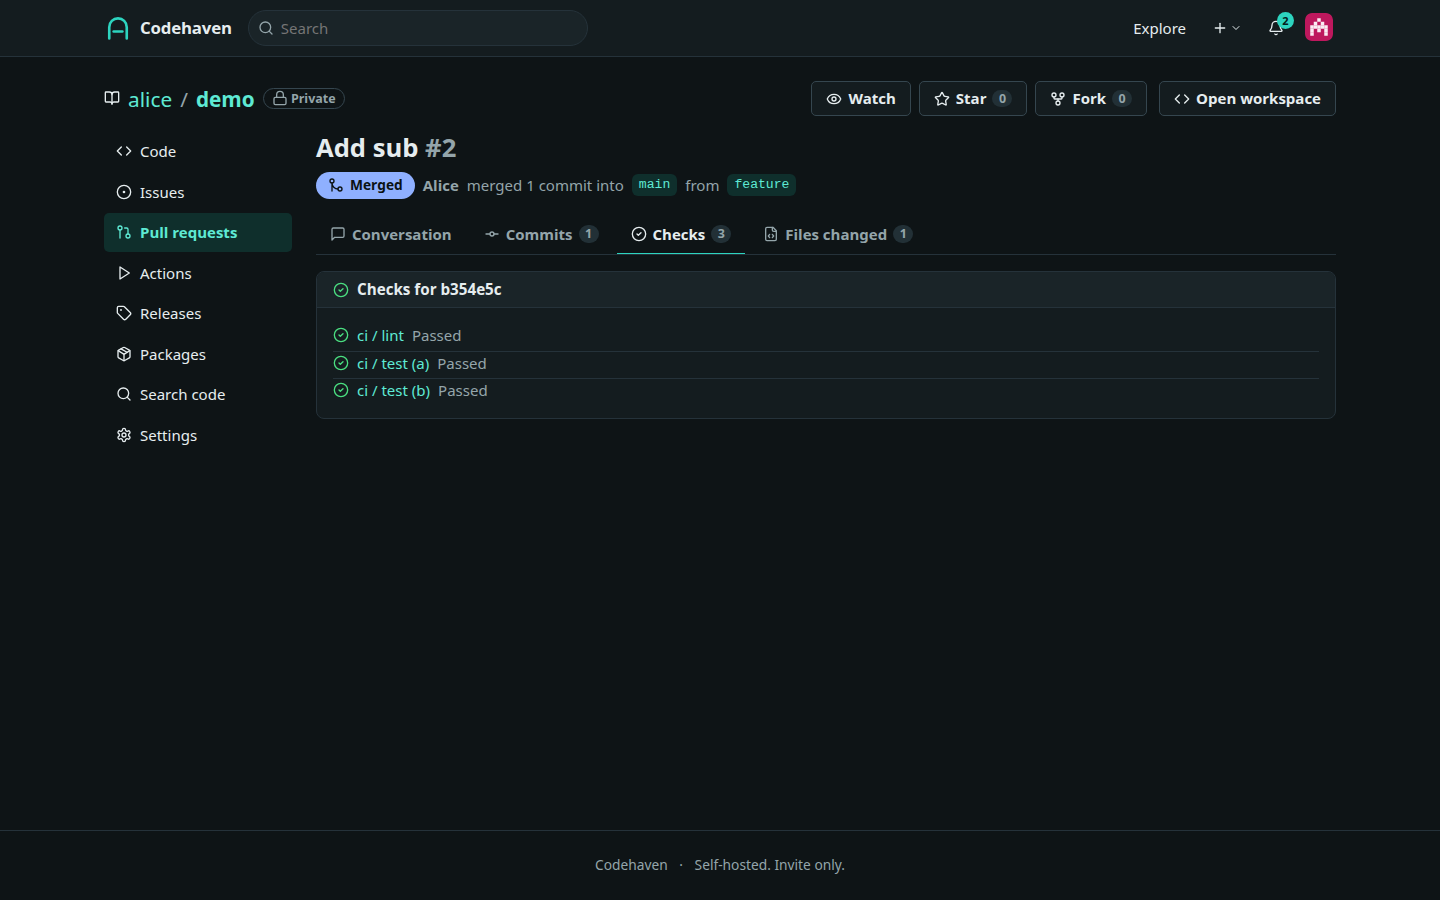 Codehaven Search Explore 2
alice / demo Private Watch Star 0 Fork 0 Open workspace
Code
Issues
Pull requests
Actions
Releases
Packages
Search code
Settings
Add sub #2
Merged Alice merged 1 commit into main from feature
Conversation Commits 1 Checks 3 Files changed 1
Checks for b354e5c
ci / lint Passed
ci / test (a) Passed
ci / test (b) Passed
Codehaven · Self-hosted. Invite only.